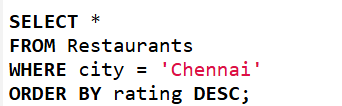 SELECT *
FROM Restaurants
WHERE city = 'Chennai'
ORDER BY rating DESC;